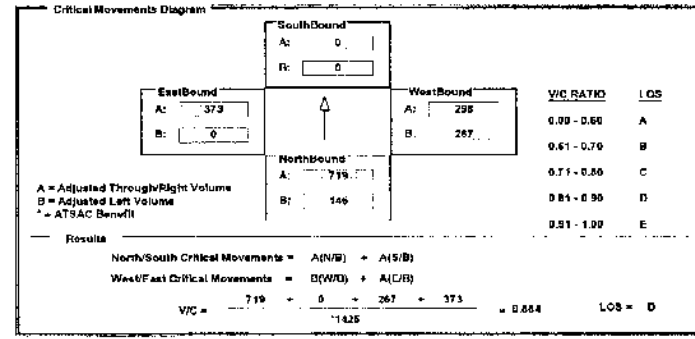 Critical Movements Diagram
SouthBound
A: 0
B: 0
EastBound
A: 373
B: 0
WestBound
A: 298
B: 267
NorthBound
A: 719
B: 146
V/C RATIO LOS
0.00 - 0.60 A
0.61 - 0.70 B
0.71 - 0.80 C
0.81 - 0.90 D
0.91 - 1.00 E
A = Adjusted Through/Right Volume
B = Adjusted Left Volume
* = ATSAC Benefit
Results
North/South Critical Movements = A(N/B) + A(S/B)
West/East Critical Movements = B(W/B) + A(E/B)
719 + 0 + 267 + 373
V/C = = 0.884 LOS = D
*1425